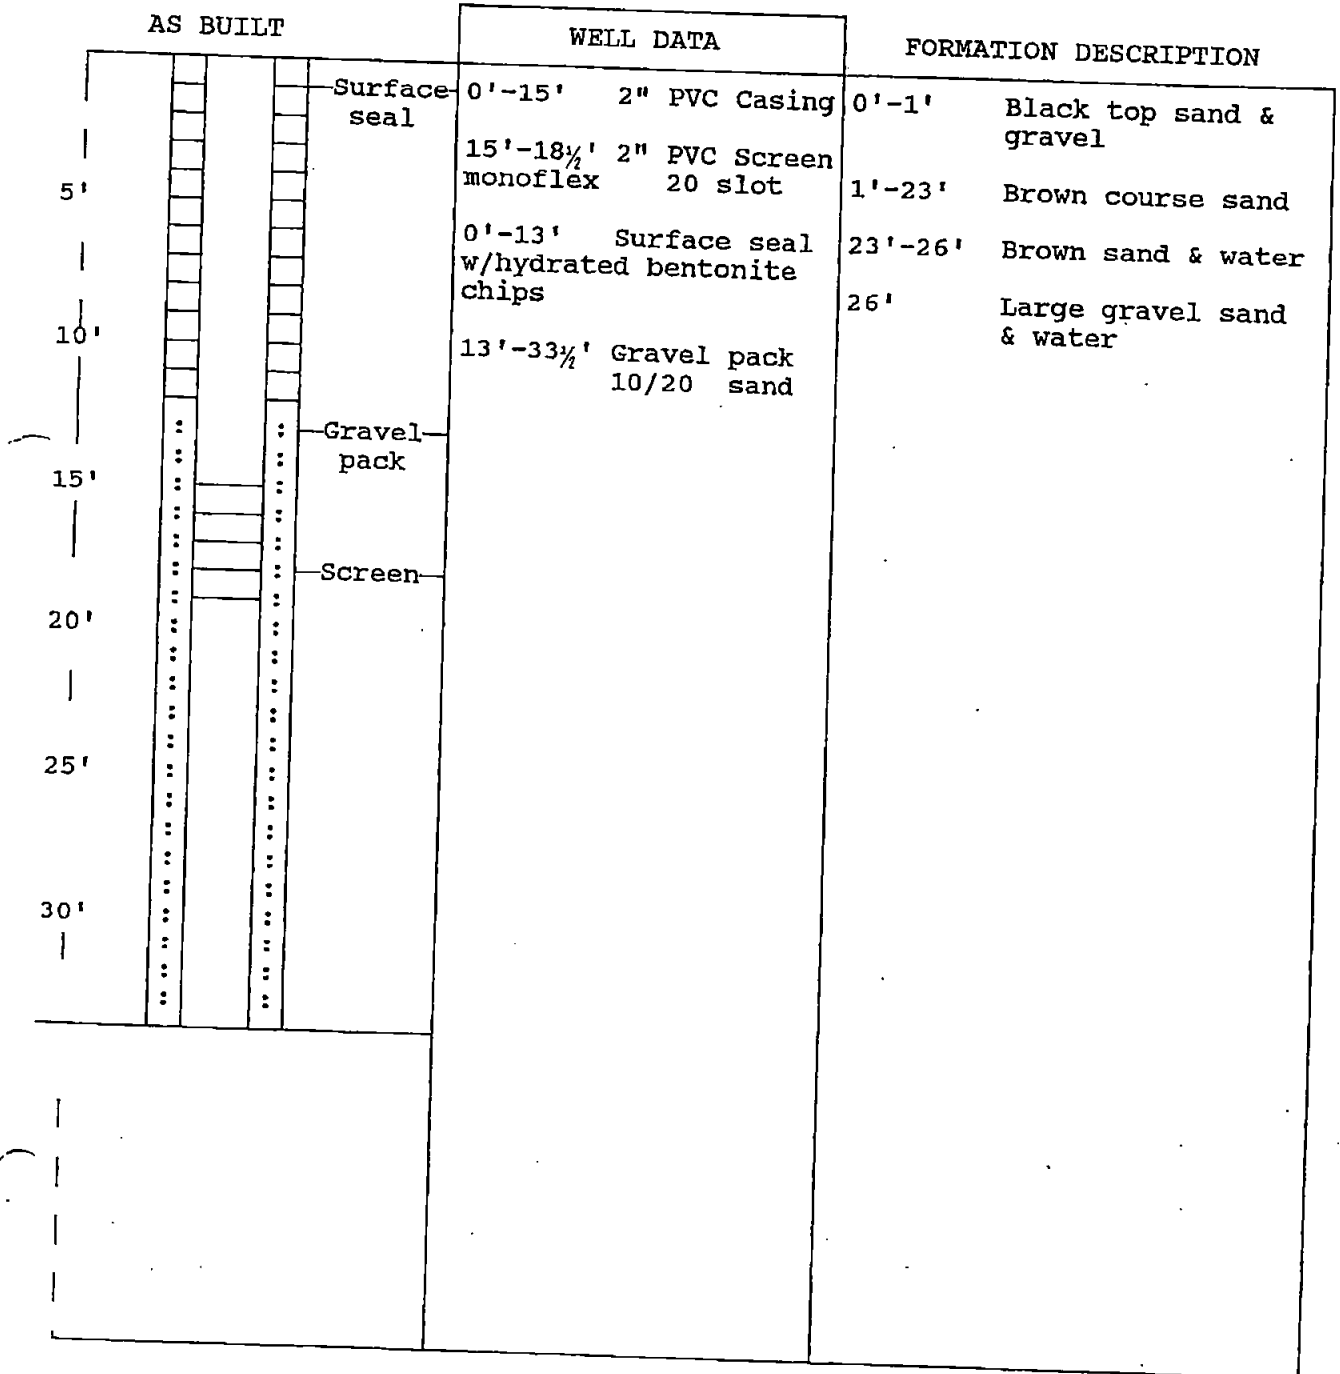 AS BUILT
WELL DATA
FORMATION DESCRIPTION
5'
10'
15'
20'
25'
30'
Surface
seal
Gravel
pack
Screen
0'-15' 2" PVC Casing
15'-18½' 2" PVC Screen
monoflex 20 slot
0'-13' Surface seal
w/hydrated bentonite
chips
13'-33½' Gravel pack
10/20 sand
0'-1' Black top sand &
gravel
1'-23' Brown course sand
23'-26' Brown sand & water
26' Large gravel sand
& water